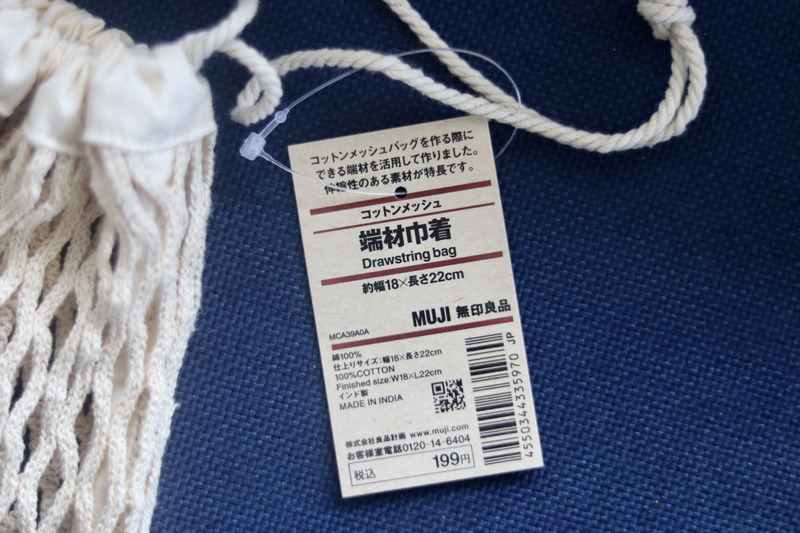 コットンメッシュバッグを作る際に
できる端材を活用して作りました。
伸縮性のある素材が特長です。
コットンメッシュ
端材巾着
Drawstring bag
約幅18×長さ22cm
MUJI 無印良品
MCA39A0A
綿100%
仕上りサイズ:幅18×長さ22cm
100%COTTON
Finished size:W18×L22cm
インド製
MADE IN INDIA
株式会社良品計画 www.muji.com
お客様室電話0120-14-6404
税込 199円
4550344335970 JP